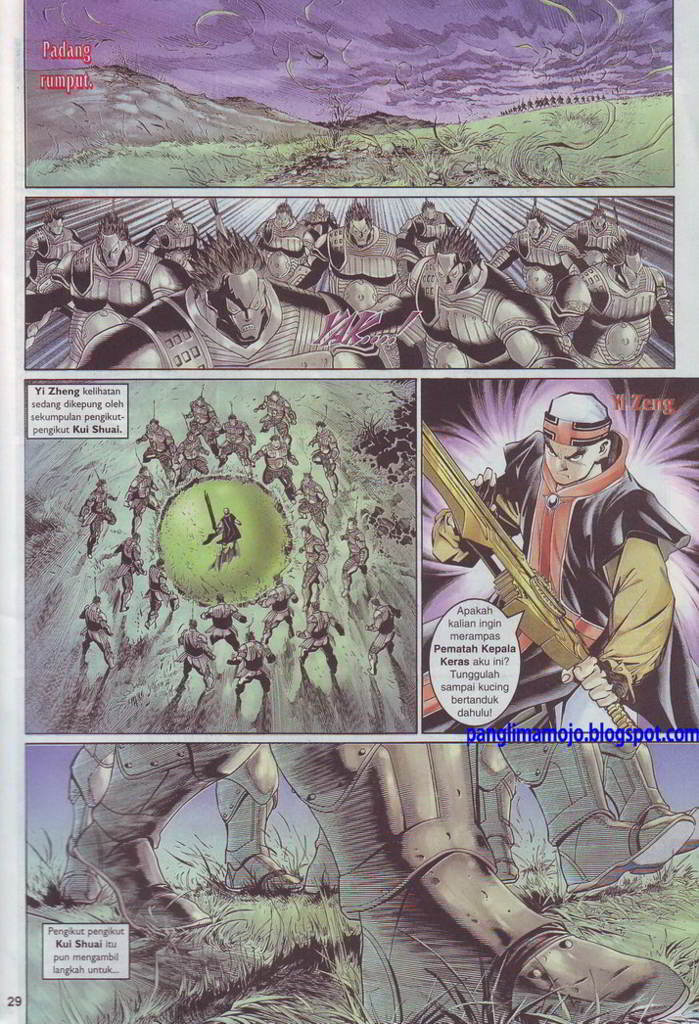 Padang
rumput.
YAK....!
Yi Zheng kelihatan
sedang dikepung oleh
sekumpulan pengikut-
pengikut Kui Shuai.
Yi Zeng
Apakah
kalian ingin
merampas
Pematah Kepala
Keras aku ini?
Tunggulah
sampai kucing
bertanduk
dahulu!
panglimamojo.blogspot.com
Pengikut pengikut
Kui Shuai itu
pun mengambil
langkah untuk...
29